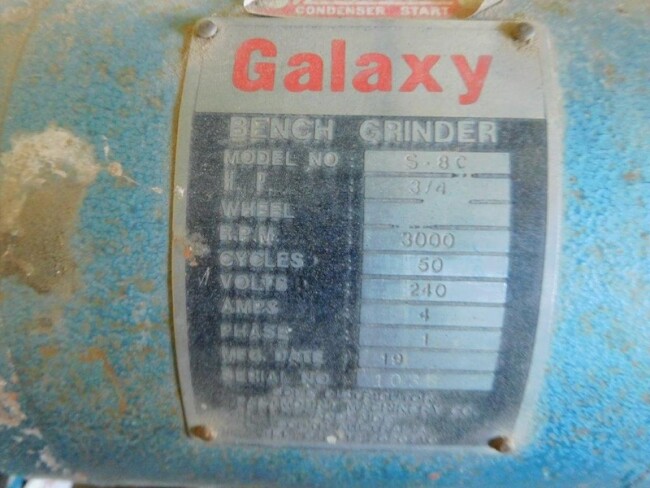 CONDENSER START
Galaxy
BENCH GRINDER
MODEL NO S-8C
3/4
WHEEL
R.P.M. 3000
CYCLES 50
VOLTS 240
AMPS 4
PHASE 1
MFG. DATE 19
SERIAL NO